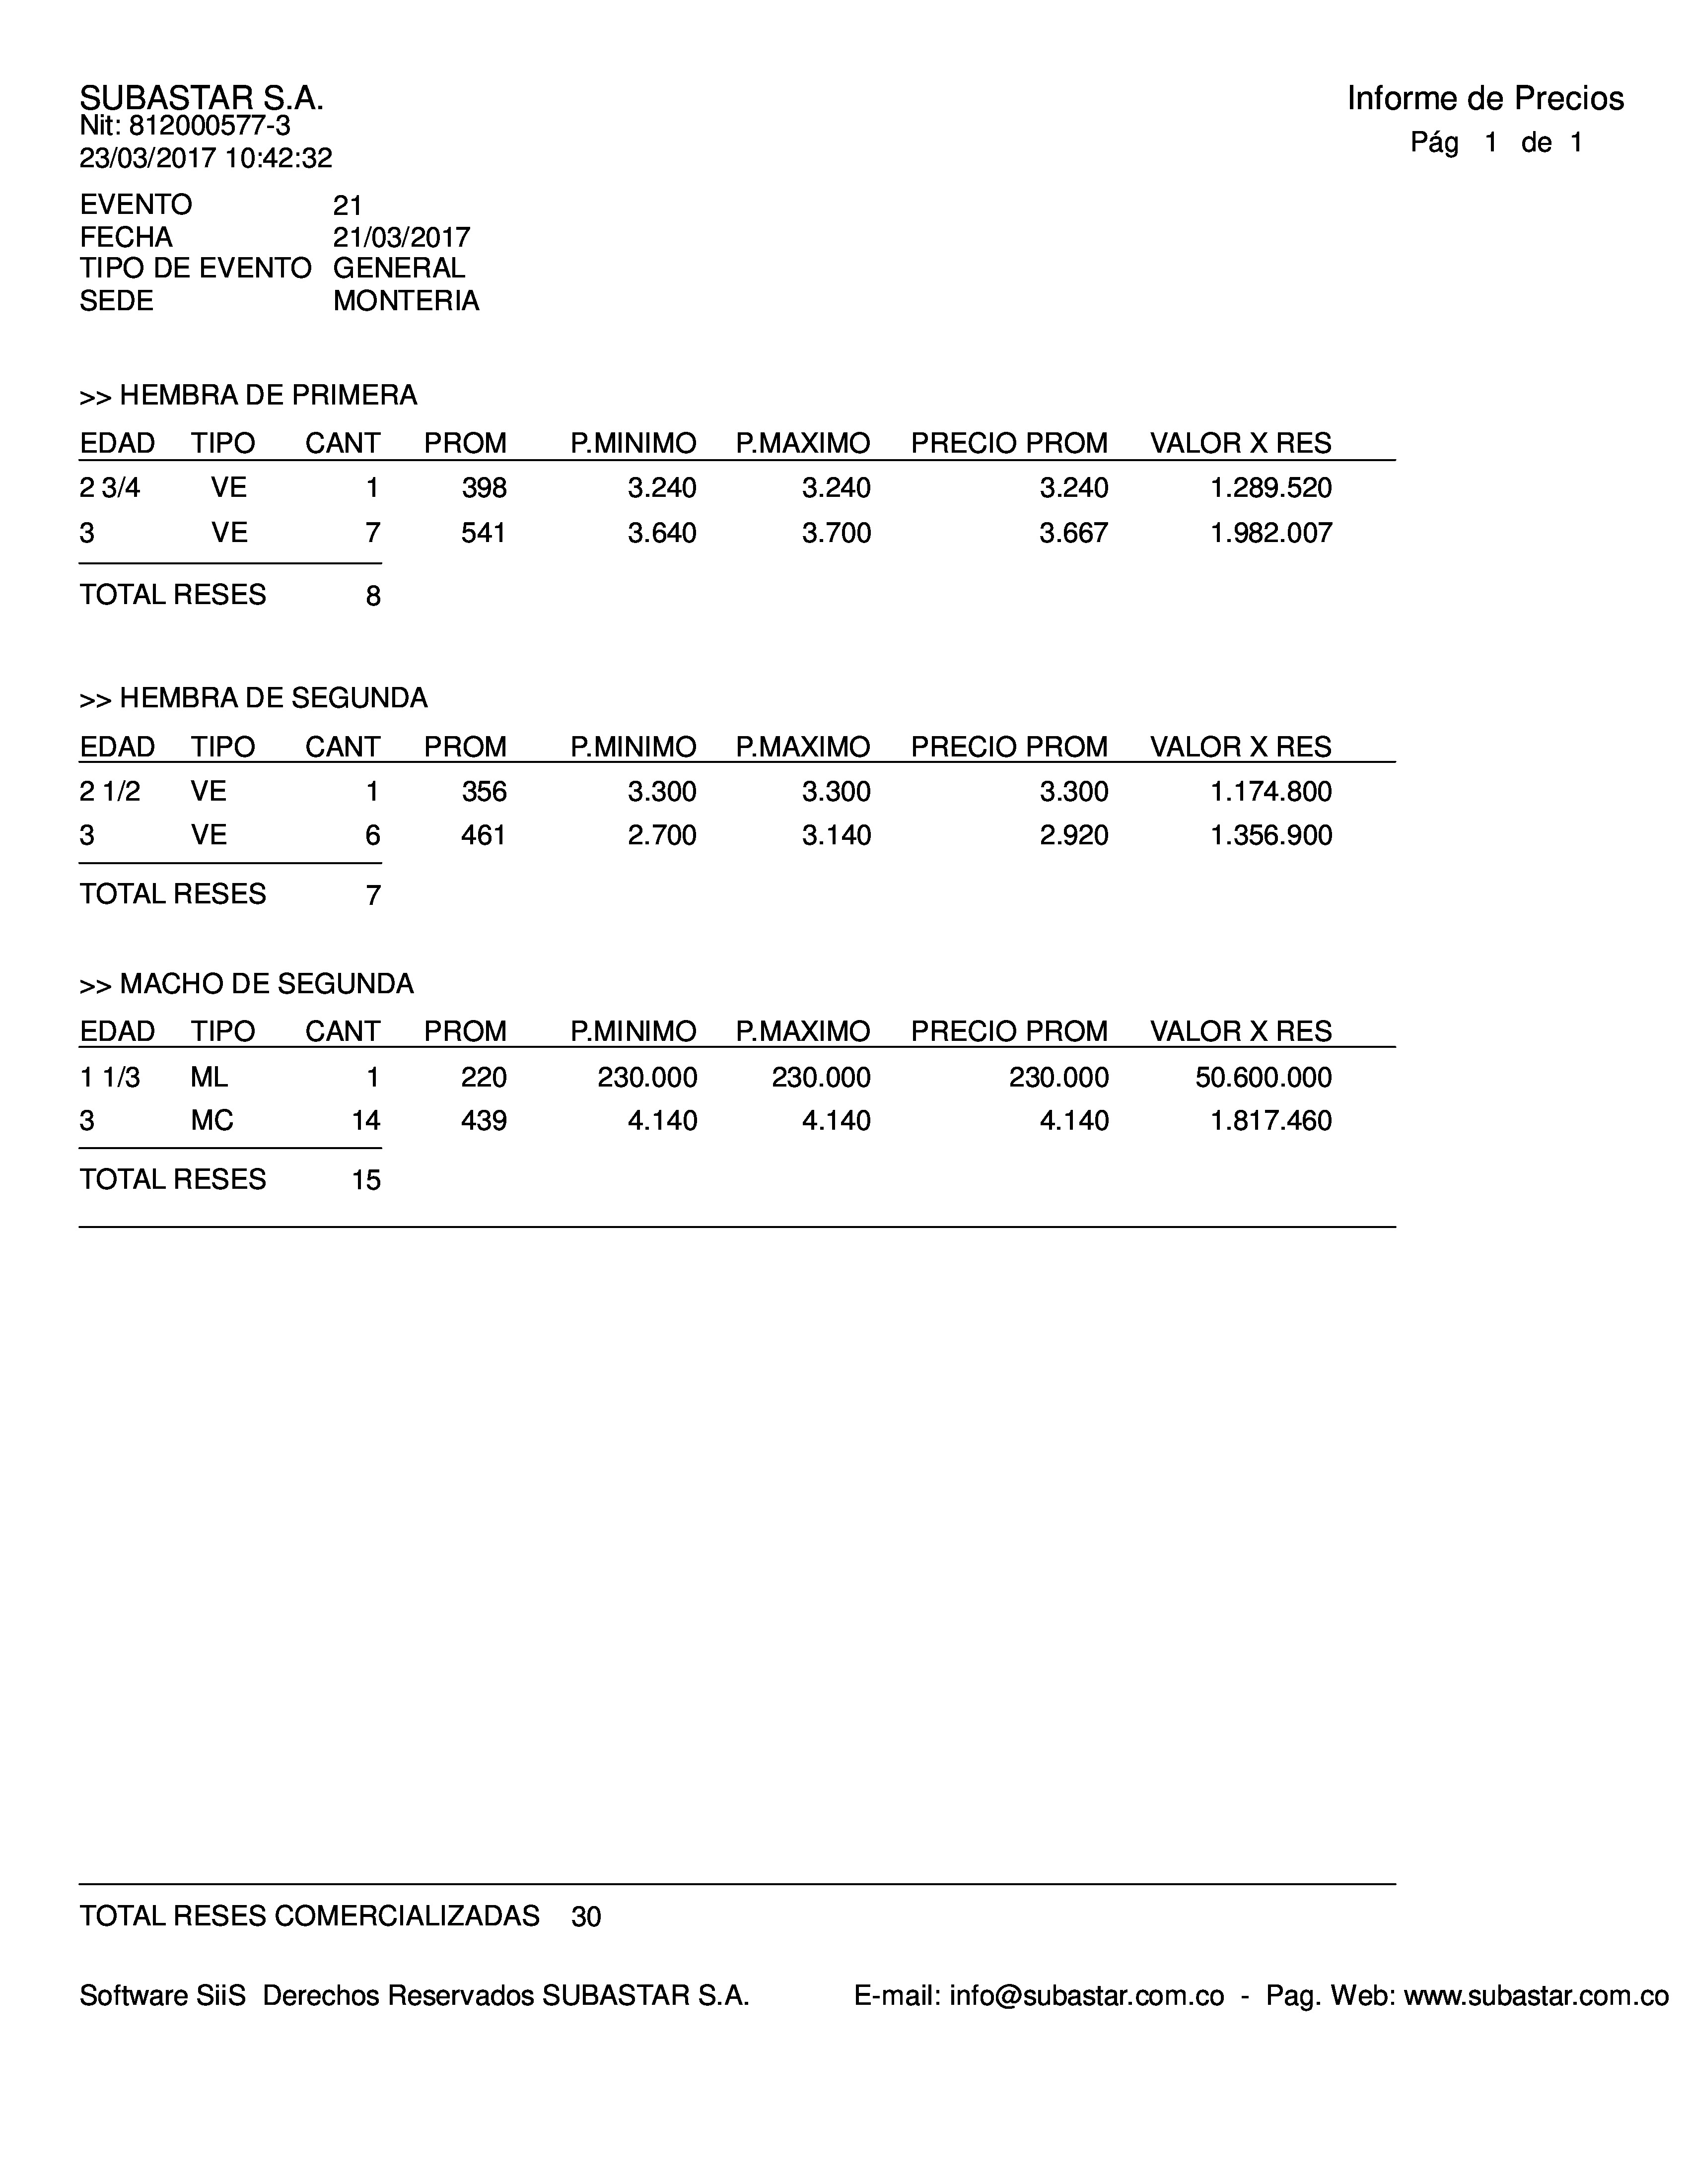 SUBASTAR S.A.
Nit: 812000577-3
23/03/2017 10:42:32
Informe de Precios
Pág 1 de 1
EVENTO 21
FECHA 21/03/2017
TIPO DE EVENTO GENERAL
SEDE MONTERIA
>> HEMBRA DE PRIMERA
EDAD TIPO CANT PROM P.MINIMO P.MAXIMO PRECIO PROM VALOR X RES
2 3/4 VE 1 398 3.240 3.240 3.240 1.289.520
3 VE 7 541 3.640 3.700 3.667 1.982.007
TOTAL RESES 8
>> HEMBRA DE SEGUNDA
EDAD TIPO CANT PROM P.MINIMO P.MAXIMO PRECIO PROM VALOR X RES
2 1/2 VE 1 356 3.300 3.300 3.300 1.174.800
3 VE 6 461 2.700 3.140 2.920 1.356.900
TOTAL RESES 7
>> MACHO DE SEGUNDA
EDAD TIPO CANT PROM P.MINIMO P.MAXIMO PRECIO PROM VALOR X RES
1 1/3 ML 1 220 230.000 230.000 230.000 50.600.000
3 MC 14 439 4.140 4.140 4.140 1.817.460
TOTAL RESES 15
TOTAL RESES COMERCIALIZADAS 30
Software SiiS Derechos Reservados SUBASTAR S.A. E-mail: info@subastar.com.co - Pag. Web: www.subastar.com.co